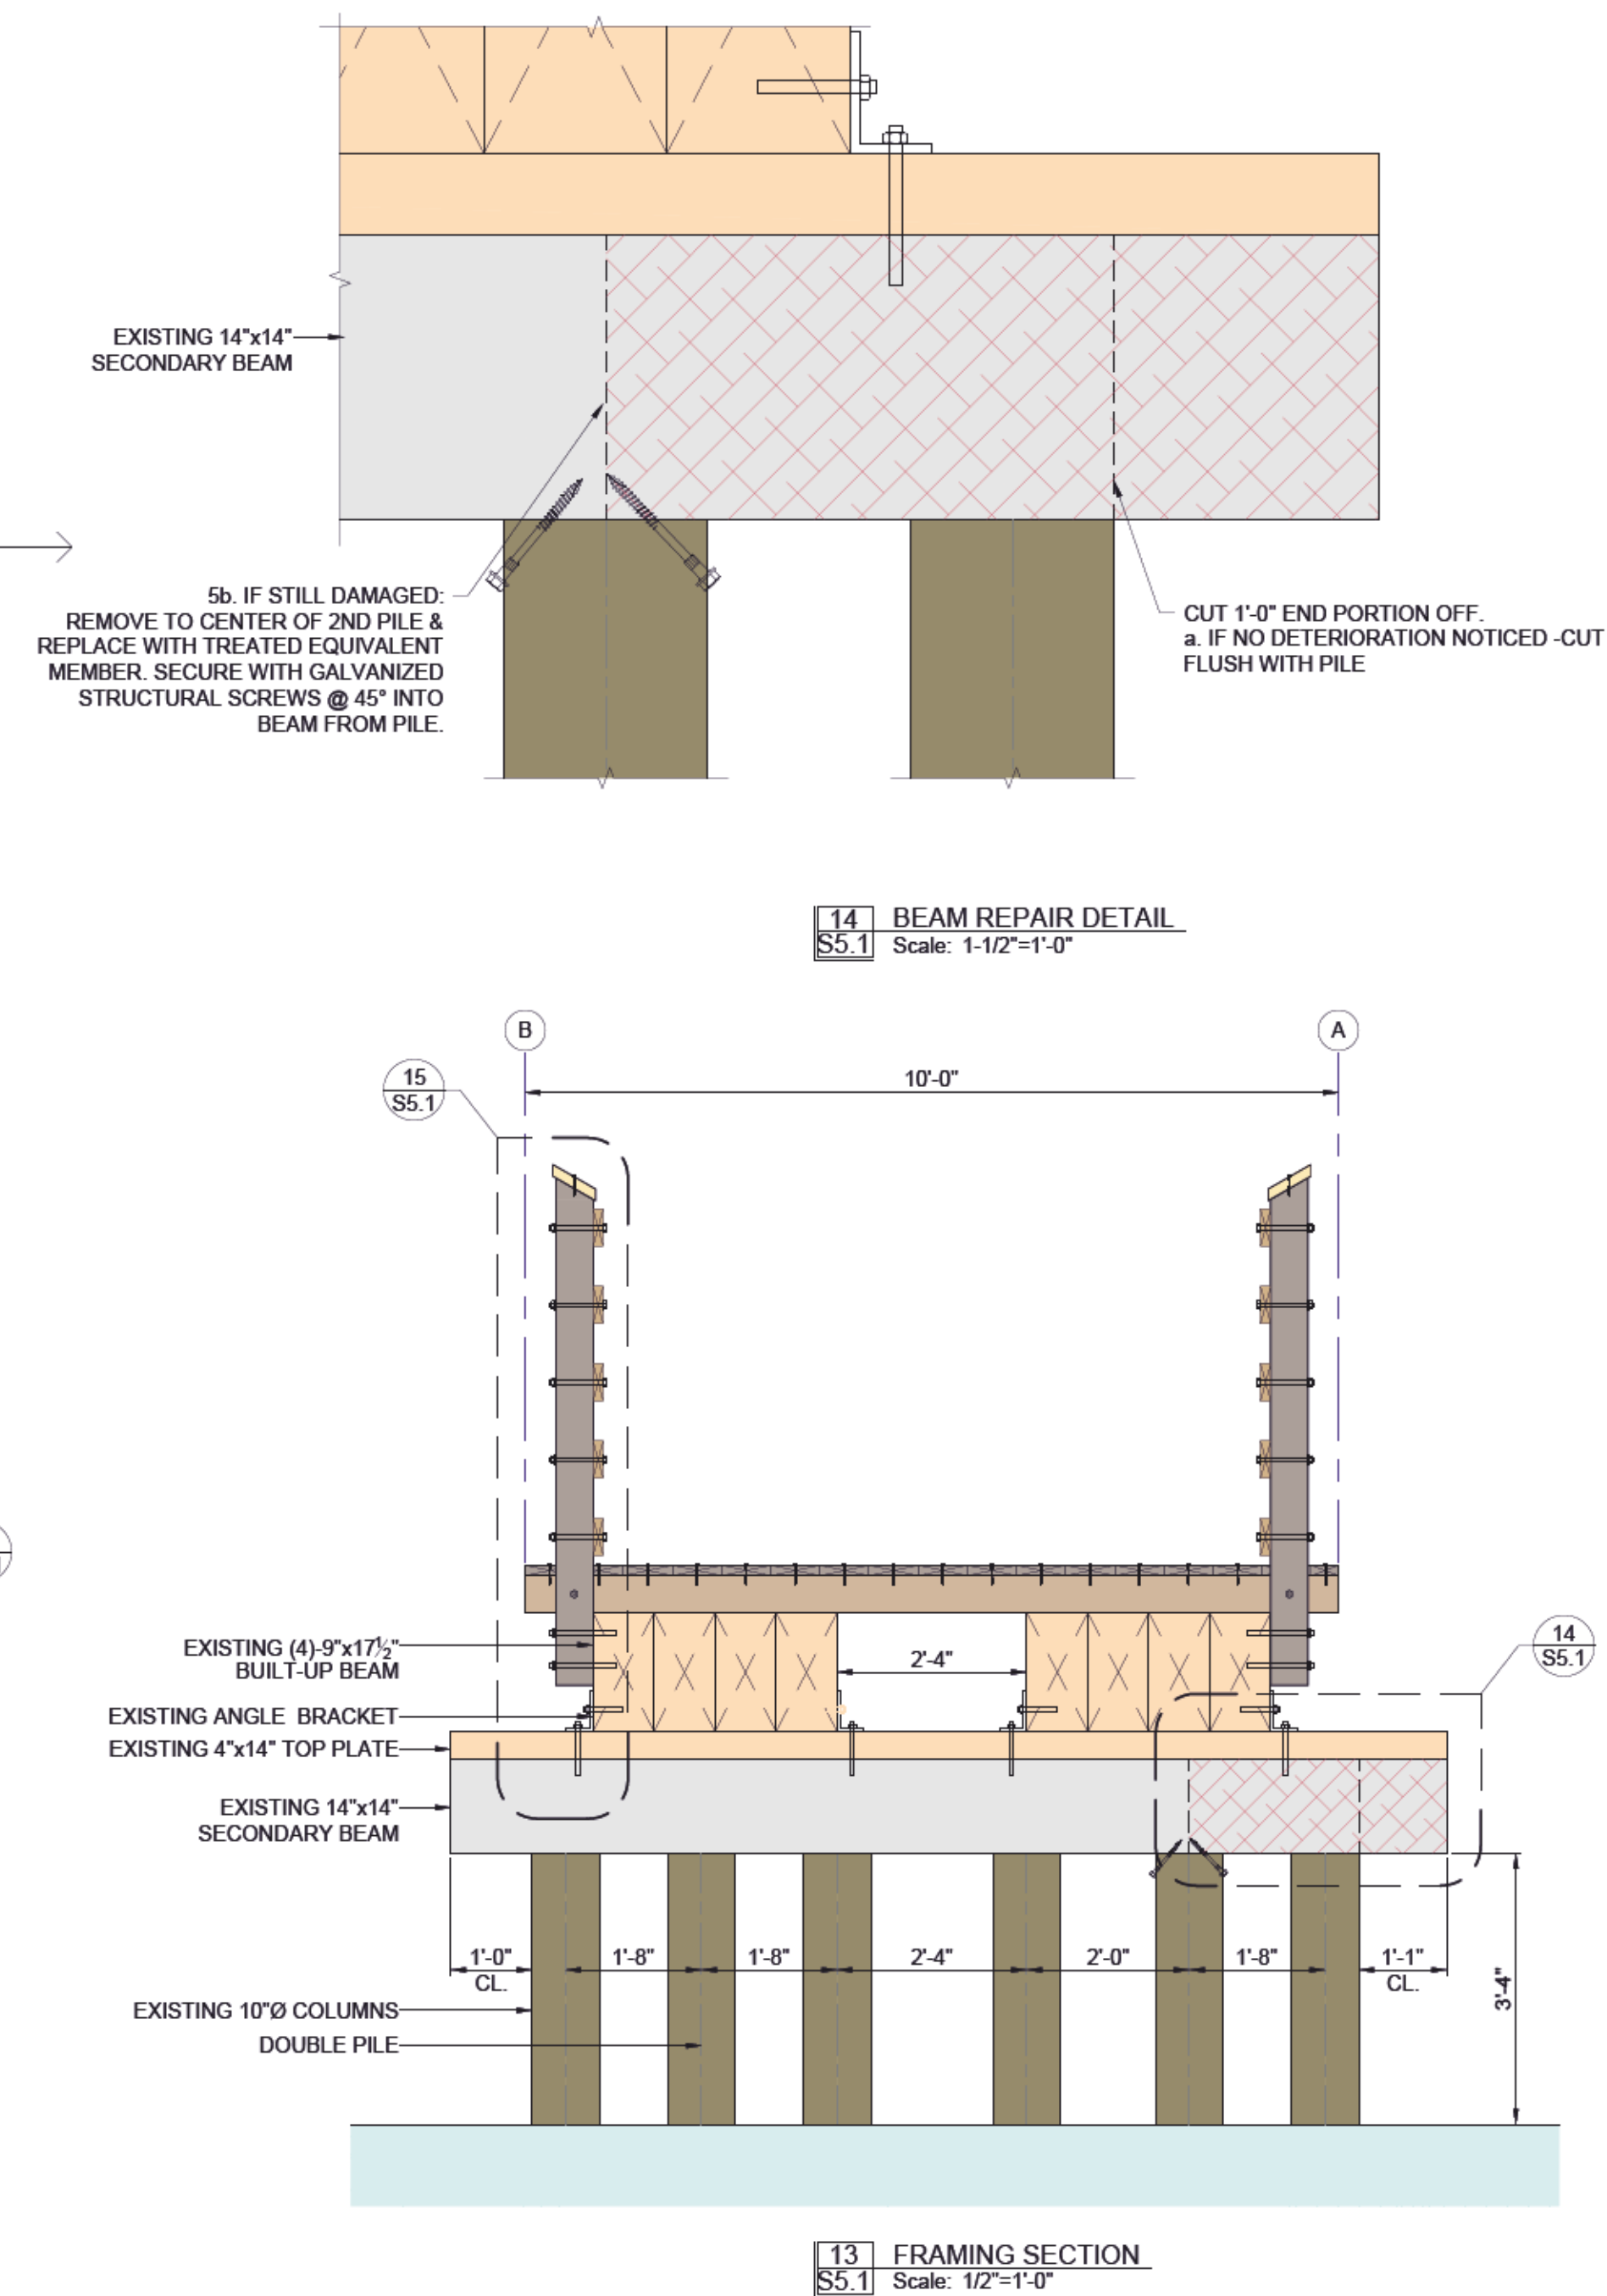 EXISTING 14"x14"
SECONDARY BEAM
5b. IF STILL DAMAGED:
REMOVE TO CENTER OF 2ND PILE &
REPLACE WITH TREATED EQUIVALENT
MEMBER. SECURE WITH GALVANIZED
STRUCTURAL SCREWS @ 45° INTO
BEAM FROM PILE.
CUT 1'-0" END PORTION OFF.
a. IF NO DETERIORATION NOTICED -CUT
FLUSH WITH PILE
14 BEAM REPAIR DETAIL
S5.1 Scale: 1-1/2"=1'-0"
B
A
15
S5.1
10'-0"
EXISTING (4)-9"x17½"
BUILT-UP BEAM
2'-4"
14
S5.1
EXISTING ANGLE BRACKET
EXISTING 4"x14" TOP PLATE
EXISTING 14"x14"
SECONDARY BEAM
1'-0"
CL.
1'-8"
1'-8"
2'-4"
2'-0"
1'-8"
1'-1"
CL.
3'-4"
EXISTING 10"Ø COLUMNS
DOUBLE PILE
13 FRAMING SECTION
S5.1 Scale: 1/2"=1'-0"